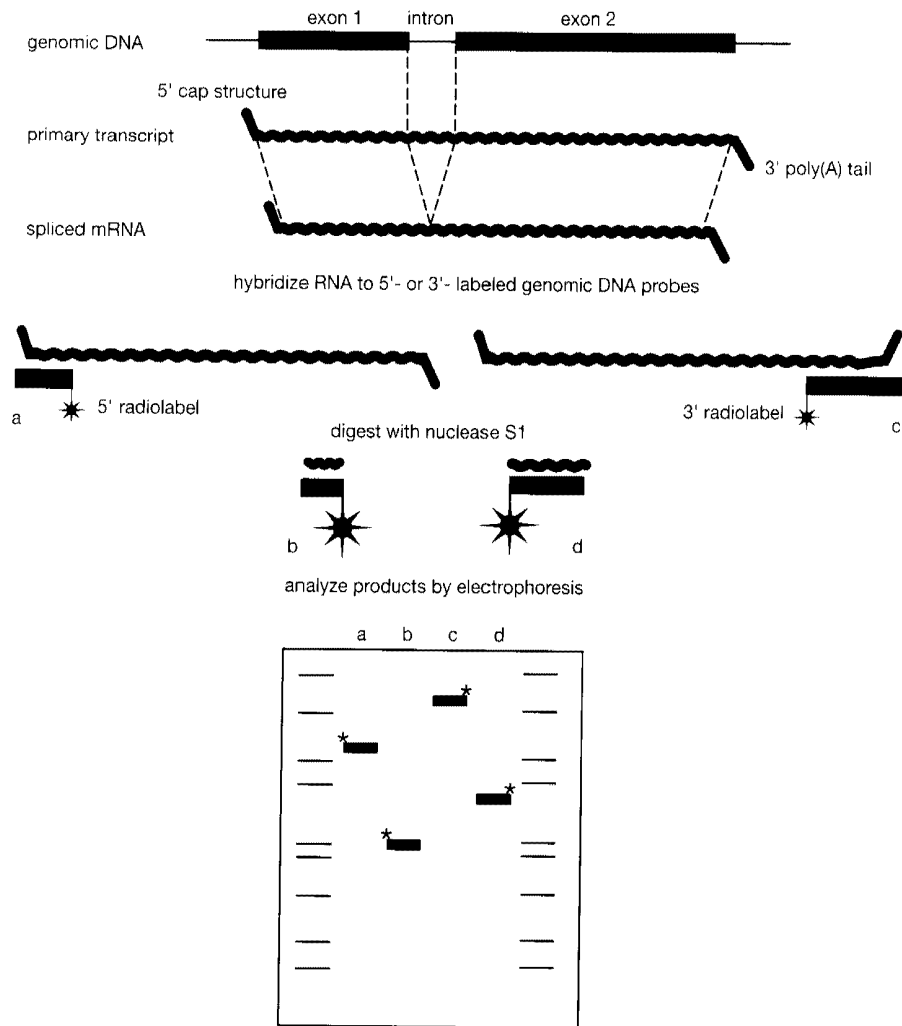 exon 1 intron exon 2
genomic DNA
5' cap structure
primary transcript
3' poly(A) tail
spliced mRNA
hybridize RNA to 5'- or 3'- labeled genomic DNA probes
a 5' radiolabel 3' radiolabel c
digest with nuclease S1
b d
analyze products by electrophoresis
a b c d
* 
*
*
*